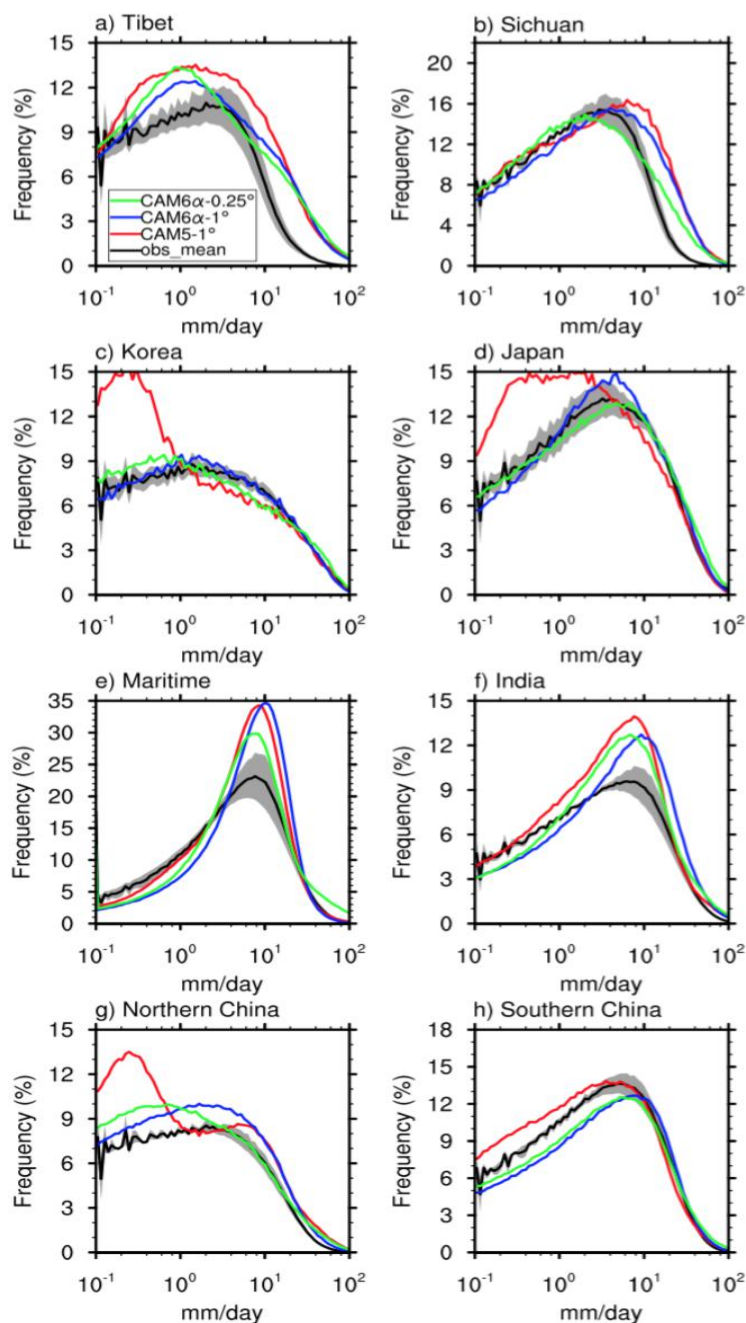 a) Tibet
b) Sichuan
Frequency (%)
15
12
9
6
3
0
CAM6α-0.25°
CAM6α-1°
CAM5-1°
obs_mean
10-1 100 101 102
mm/day
Frequency (%)
20
16
12
8
4
0
10-1 100 101 102
mm/day
c) Korea
d) Japan
Frequency (%)
15
12
9
6
3
0
10-1 100 101 102
mm/day
Frequency (%)
15
12
9
6
3
0
10-1 100 101 102
mm/day
e) Maritime
f) India
Frequency (%)
35
30
25
20
15
10
5
0
10-1 100 101 102
mm/day
Frequency (%)
15
12
9
6
3
0
10-1 100 101 102
mm/day
g) Northern China
h) Southern China
Frequency (%)
15
12
9
6
3
0
10-1 100 101 102
mm/day
Frequency (%)
18
15
12
9
6
3
0
10-1 100 101 102
mm/day